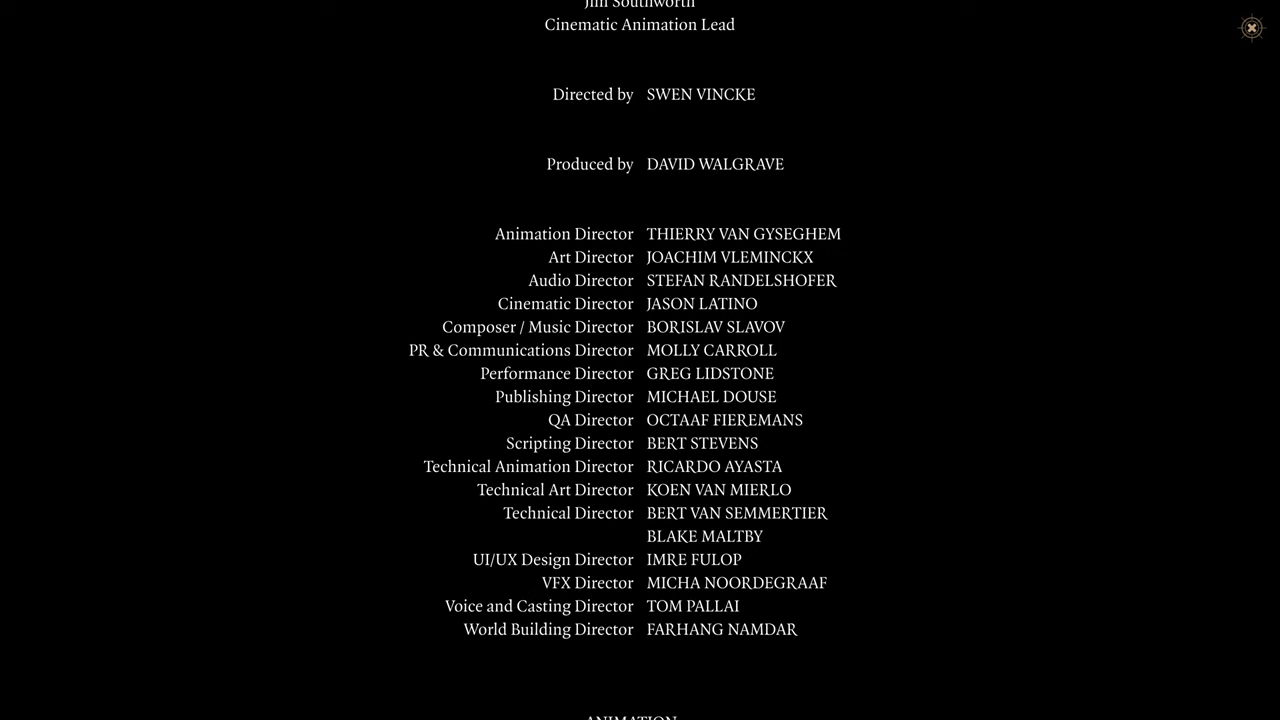 Jim Southworth
Cinematic Animation Lead
Directed by SWEN VINCKE
Produced by DAVID WALGRAVE
Animation Director THIERRY VAN GYSEGHEM
Art Director JOACHIM VLEMINCKX
Audio Director STEFAN RANDELSHOFER
Cinematic Director JASON LATINO
Composer / Music Director BORISLAV SLAVOV
PR & Communications Director MOLLY CARROLL
Performance Director GREG LIDSTONE
Publishing Director MICHAEL DOUSE
QA Director OCTAAF FIEREMANS
Scripting Director BERT STEVENS
Technical Animation Director RICARDO AYASTA
Technical Art Director KOEN VAN MIERLO
Technical Director BERT VAN SEMMERTIER
BLAKE MALTBY
UI/UX Design Director IMRE FULOP
VFX Director MICHA NOORDEGRAAF
Voice and Casting Director TOM PALLAI
World Building Director FARHANG NAMDAR
ANIMATION